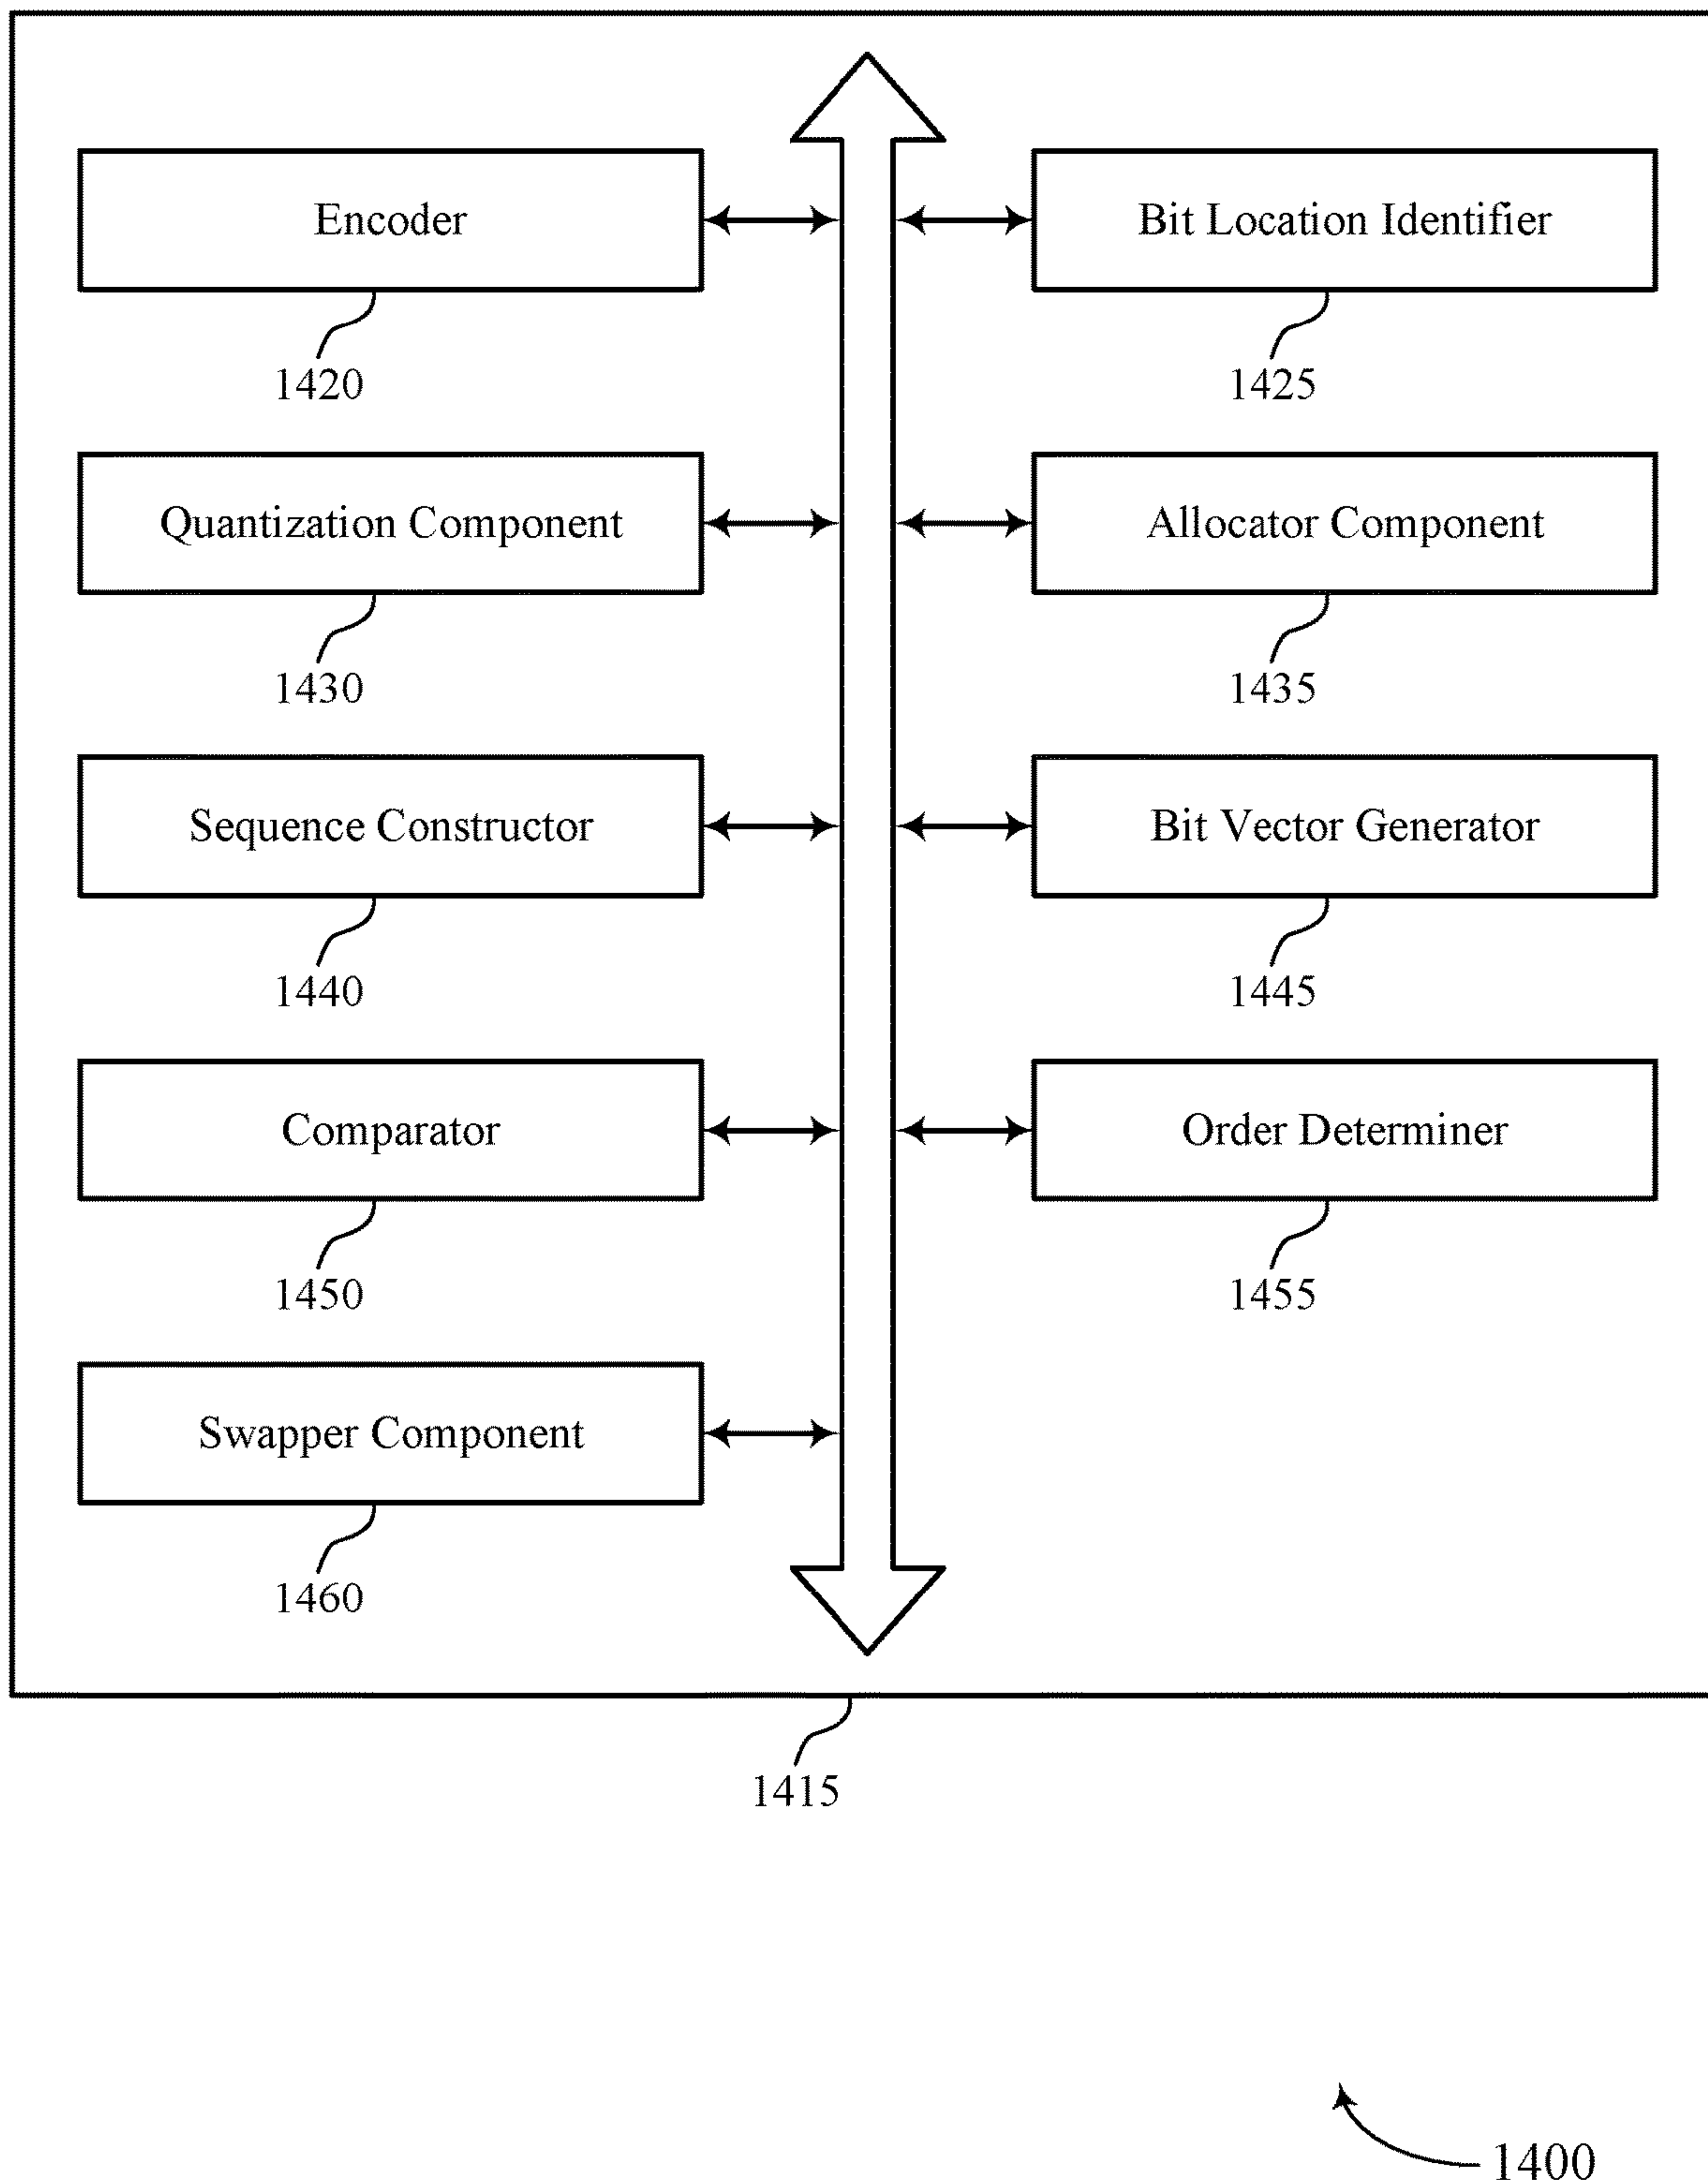 Encoder
Bit Location Identifier
1420
1425
Quantization Component
Allocator Component
1430
1435
Sequence Constructor
Bit Vector Generator
1440
1445
Comparator
Order Determiner
1450
1455
Swapper Component
1460
1415
1400